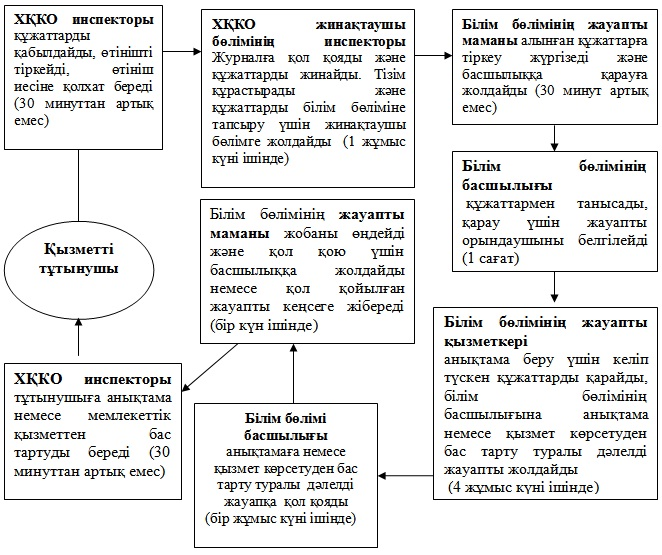 ХҚКО инспекторы
құжаттарды
қабылдайды, өтінішті
тіркейді, өтініш
иесіне қолхат береді
(30 минуттан артық
емес)
ХҚКО жинақтаушы
бөлімінің инспекторы
Журналға қол қояды және
құжаттарды жинайды. Тізім
құрастырады және
құжаттарды білім бөліміне
тапсыру үшін жинақтаушы
бөлімге жолдайды (1 жұмыс
күні ішінде)
Білім бөлімінің жауапты
маманы алынған құжаттарға
тіркеу жүргізеді және
басшылыққа қарауға
жолдайды (30 минут артық
емес)
Білім бөлімінің
басшылығы
құжаттармен танысады,
қарау үшін жауапты
орындаушыны белгілейді
(1 сағат)
Білім бөлімінің жауапты
қызметкері
анықтама беру үшін келіп
түскен құжаттарды қарайды,
білім бөлімінің
басшылығына анықтама
немесе қызмет көрсетуден
бас тарту туралы дәлелді
жауапты жолдайды
(4 жұмыс күні ішінде)
Білім бөлімі
басшылығы
анықтамаға немесе
қызмет көрсетуден бас
тарту туралы дәлелді
жауапқа қол қояды
(бір жұмыс күні ішінде)
Білім бөлімінің жауапты
маманы жобаны өңдейді
және қол қою үшін
басшылыққа жолдайды
немесе қол қойылған
жауапты кеңсеге жібереді
(бір күн ішінде)
ХҚКО инспекторы
тұтынушыға анықтама
немесе мемлекеттік
қызметтен бас
тартуды береді (30
минуттан артық емес)
Қызметті
тұтынушы